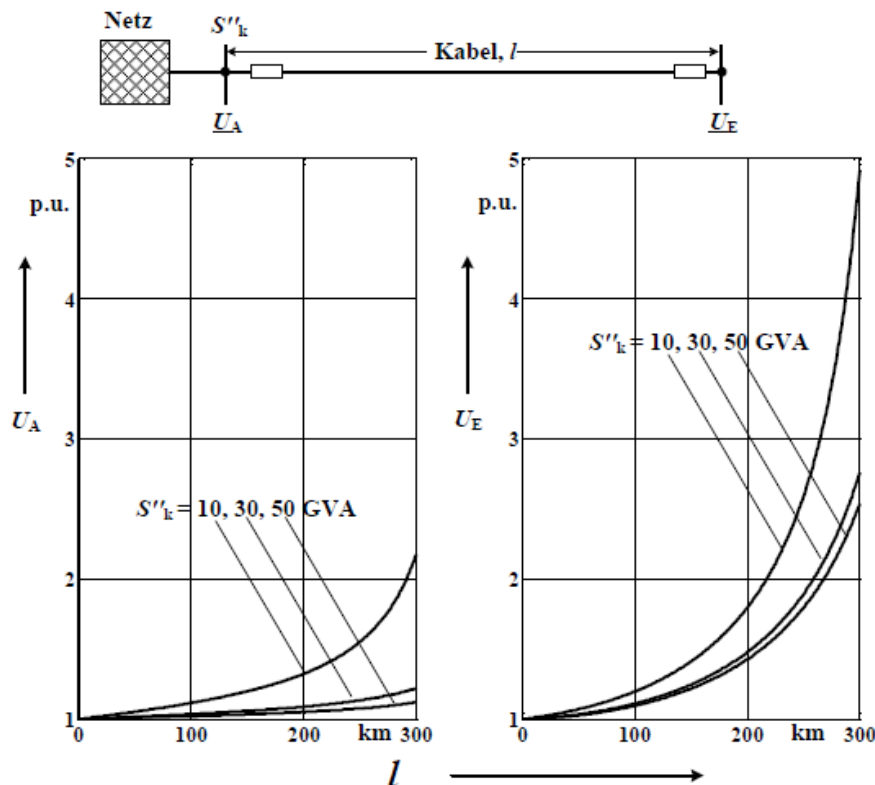 Netz
S''k
Kabel, l
UA
UE
5
p.u.
4
3
2
1
UA
S''k = 10, 30, 50 GVA
0
100
200
km
300
5
p.u.
4
3
2
1
UE
S''k = 10, 30, 50 GVA
0
100
200
km
300
l